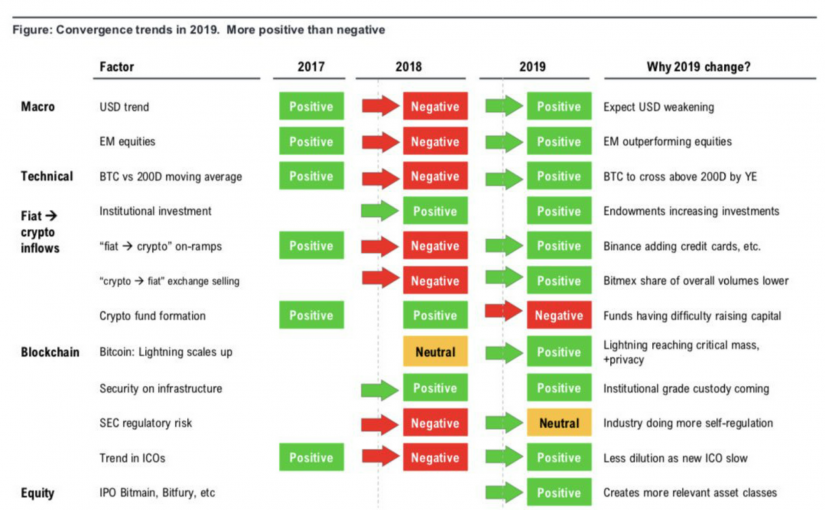 Figure: Convergence trends in 2019. More positive than negative
Factor 2017 2018 2019 Why 2019 change?
Macro USD trend Positive Negative Positive Expect USD weakening
EM equities Positive Negative Positive EM outperforming equities
Technical BTC vs 200D moving average Positive Negative Positive BTC to cross above 200D by YE
Fiat → crypto inflows Institutional investment Positive Positive Endowments increasing investments
“fiat → crypto” on-ramps Positive Negative Positive Binance adding credit cards, etc.
“crypto → fiat” exchange selling Negative Positive Bitmex share of overall volumes lower
Crypto fund formation Positive Positive Negative Funds having difficulty raising capital
Blockchain Bitcoin: Lightning scales up Neutral Positive Lightning reaching critical mass,
+privacy
Security on infrastructure Positive Positive Institutional grade custody coming
SEC regulatory risk Negative Neutral Industry doing more self-regulation
Trend in ICOs Positive Negative Positive Less dilution as new ICO slow
Equity IPO Bitmain, Bitfury, etc Positive Creates more relevant asset classes